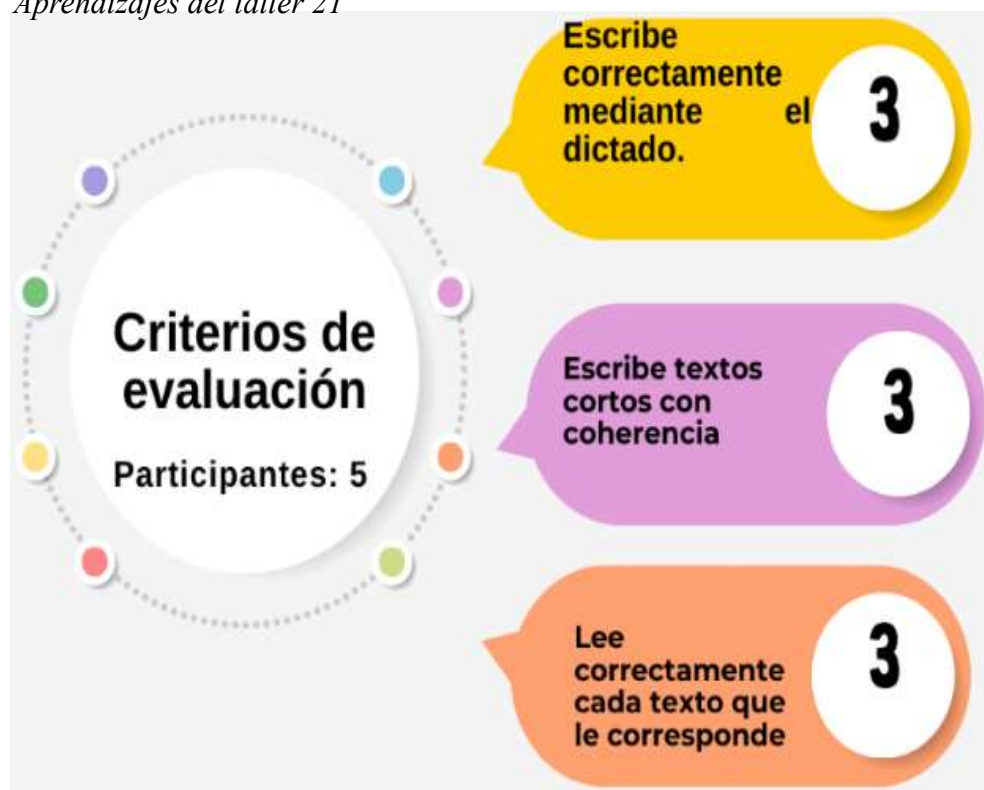 Aprendizajes del taller 21
Criterios de
evaluación
Participantes: 5
Escribe
correctamente
mediante el
dictado.
3
Escribe textos
cortos con
coherencia
3
Lee
correctamente
cada texto que
le corresponde
3